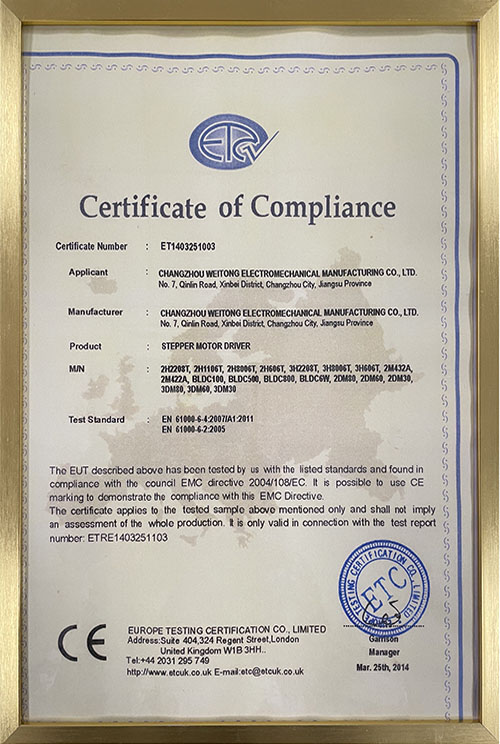 ETC
Certificate of Compliance
Certificate Number : ET1403251003
Applicant : CHANGZHOU WEITONG ELECTROMECHANICAL MANUFACTURING CO., LTD.
No. 7, Qinlin Road, Xinbei District, Changzhou City, Jiangsu Province
Manufacturer : CHANGZHOU WEITONG ELECTROMECHANICAL MANUFACTURING CO., LTD.
No. 7, Qinlin Road, Xinbei District, Changzhou City, Jiangsu Province
Product : STEPPER MOTOR DRIVER
M/N : 2H2208T, 2H1106T, 2H8006T, 2H606T, 3H2208T, 3H8006T, 3H606T, 2M432A,
2M422A, BLDC100, BLDC500, BLDC800, BLDC6W, 2DM80, 2DM60, 2DM30,
3DM80, 3DM60, 3DM30
Test Standard : EN 61000-6-4:2007/A1:2011
EN 61000-6-2:2005
The EUT described above has been tested by us with the listed standards and found in
compliance with the council EMC directive 2004/108/EC. It is possible to use CE
marking to demonstrate the compliance with this EMC Directive.
The certificate applies to the tested sample above mentioned only and shall not imply
an assessment of the whole production. It is only valid in connection with the test report
number: ETRE1403251103
TESTING CERTIFICATION CO., LIMITED
ETC
CE
EUROPE TESTING CERTIFICATION CO., LIMITED
Address:Suite 404,324 Regent Street,London
United Kingdom W1B 3HH..
Tel:+44 2031 295 749
http://www.etcuk.co.uk E-mail:etc@etcuk.co.uk
Garrison
Manager
Mar. 25th, 2014